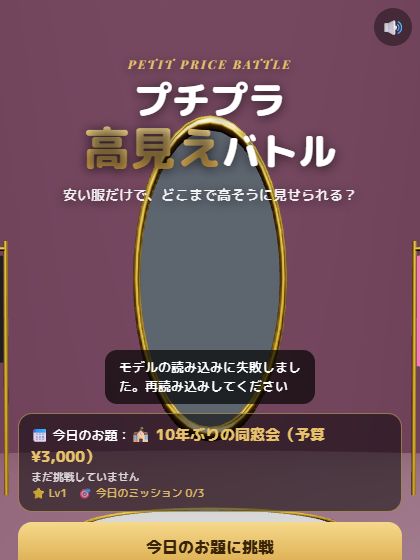 PETIT PRICE BATTLE
プチプラ
高見えバトル
安い服だけで、どこまで高そうに見せられる？
モデルの読み込みに失敗しまし
た。再読み込みしてください
今日のお題：10年ぶりの同窓会（予算
¥3,000）
まだ挑戦していません
Lv1 今日のミッション 0/3
今日のお題に挑戦